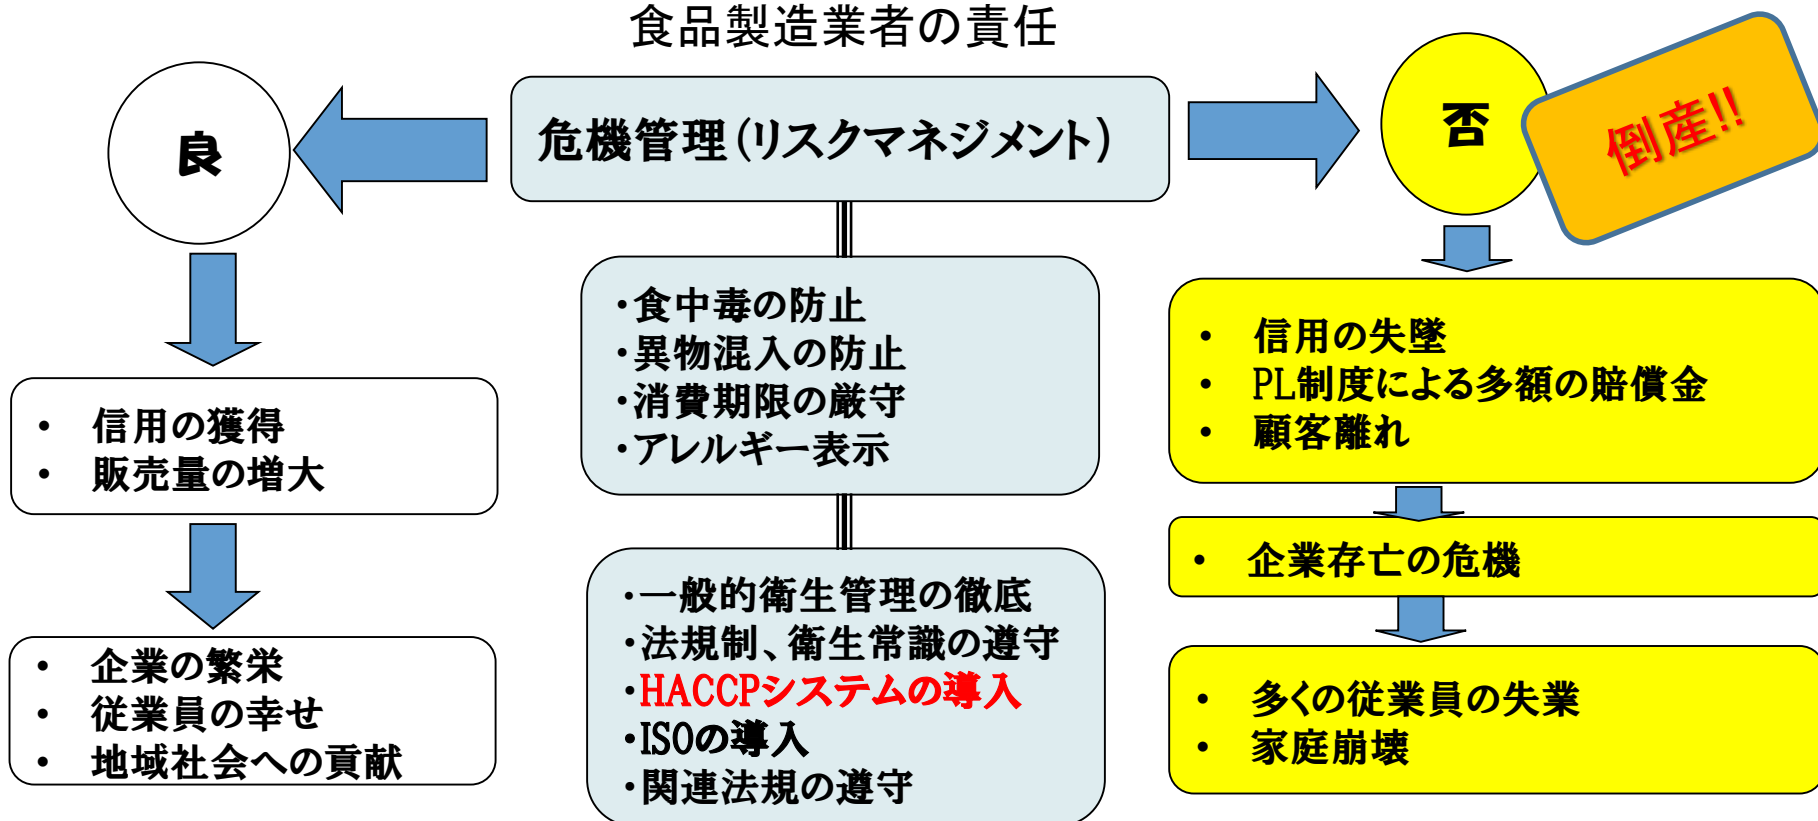 食品製造業者の責任
良
危機管理(リスクマネジメント)
否
倒産!!
・食中毒の防止
・異物混入の防止
・消費期限の厳守
・アレルギー表示
・一般的衛生管理の徹底
・法規制、衛生常識の遵守
・HACCPシステムの導入
・ISOの導入
・関連法規の遵守
• 信用の獲得
• 販売量の増大
• 企業の繁栄
• 従業員の幸せ
• 地域社会への貢献
• 信用の失墜
• PL制度による多額の賠償金
• 顧客離れ
• 企業存亡の危機
• 多くの従業員の失業
• 家庭崩壊